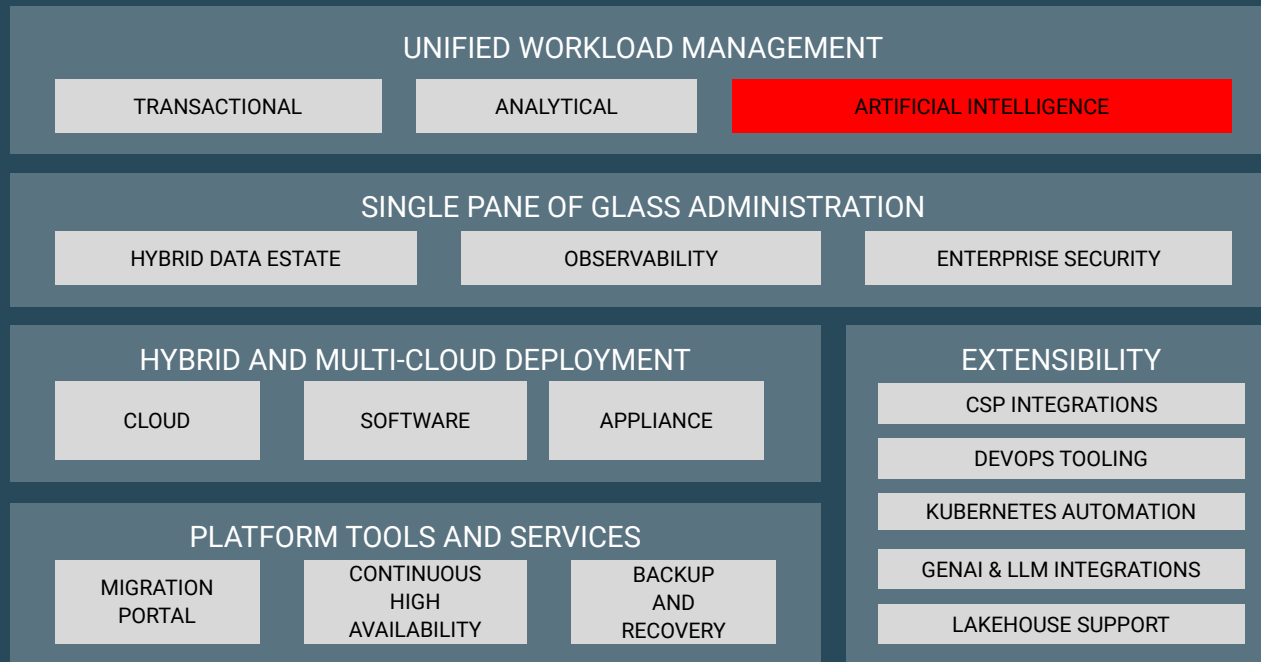 UNIFIED WORKLOAD MANAGEMENT
TRANSACTIONAL
ANALYTICAL
ARTIFICIAL INTELLIGENCE
SINGLE PANE OF GLASS ADMINISTRATION
HYBRID DATA ESTATE
OBSERVABILITY
ENTERPRISE SECURITY
HYBRID AND MULTI-CLOUD DEPLOYMENT
CLOUD
SOFTWARE
APPLIANCE
EXTENSIBILITY
CSP INTEGRATIONS
DEVOPS TOOLING
KUBERNETES AUTOMATION
GENAI & LLM INTEGRATIONS
LAKEHOUSE SUPPORT
PLATFORM TOOLS AND SERVICES
MIGRATION
PORTAL
CONTINUOUS
HIGH
AVAILABILITY
BACKUP
AND
RECOVERY